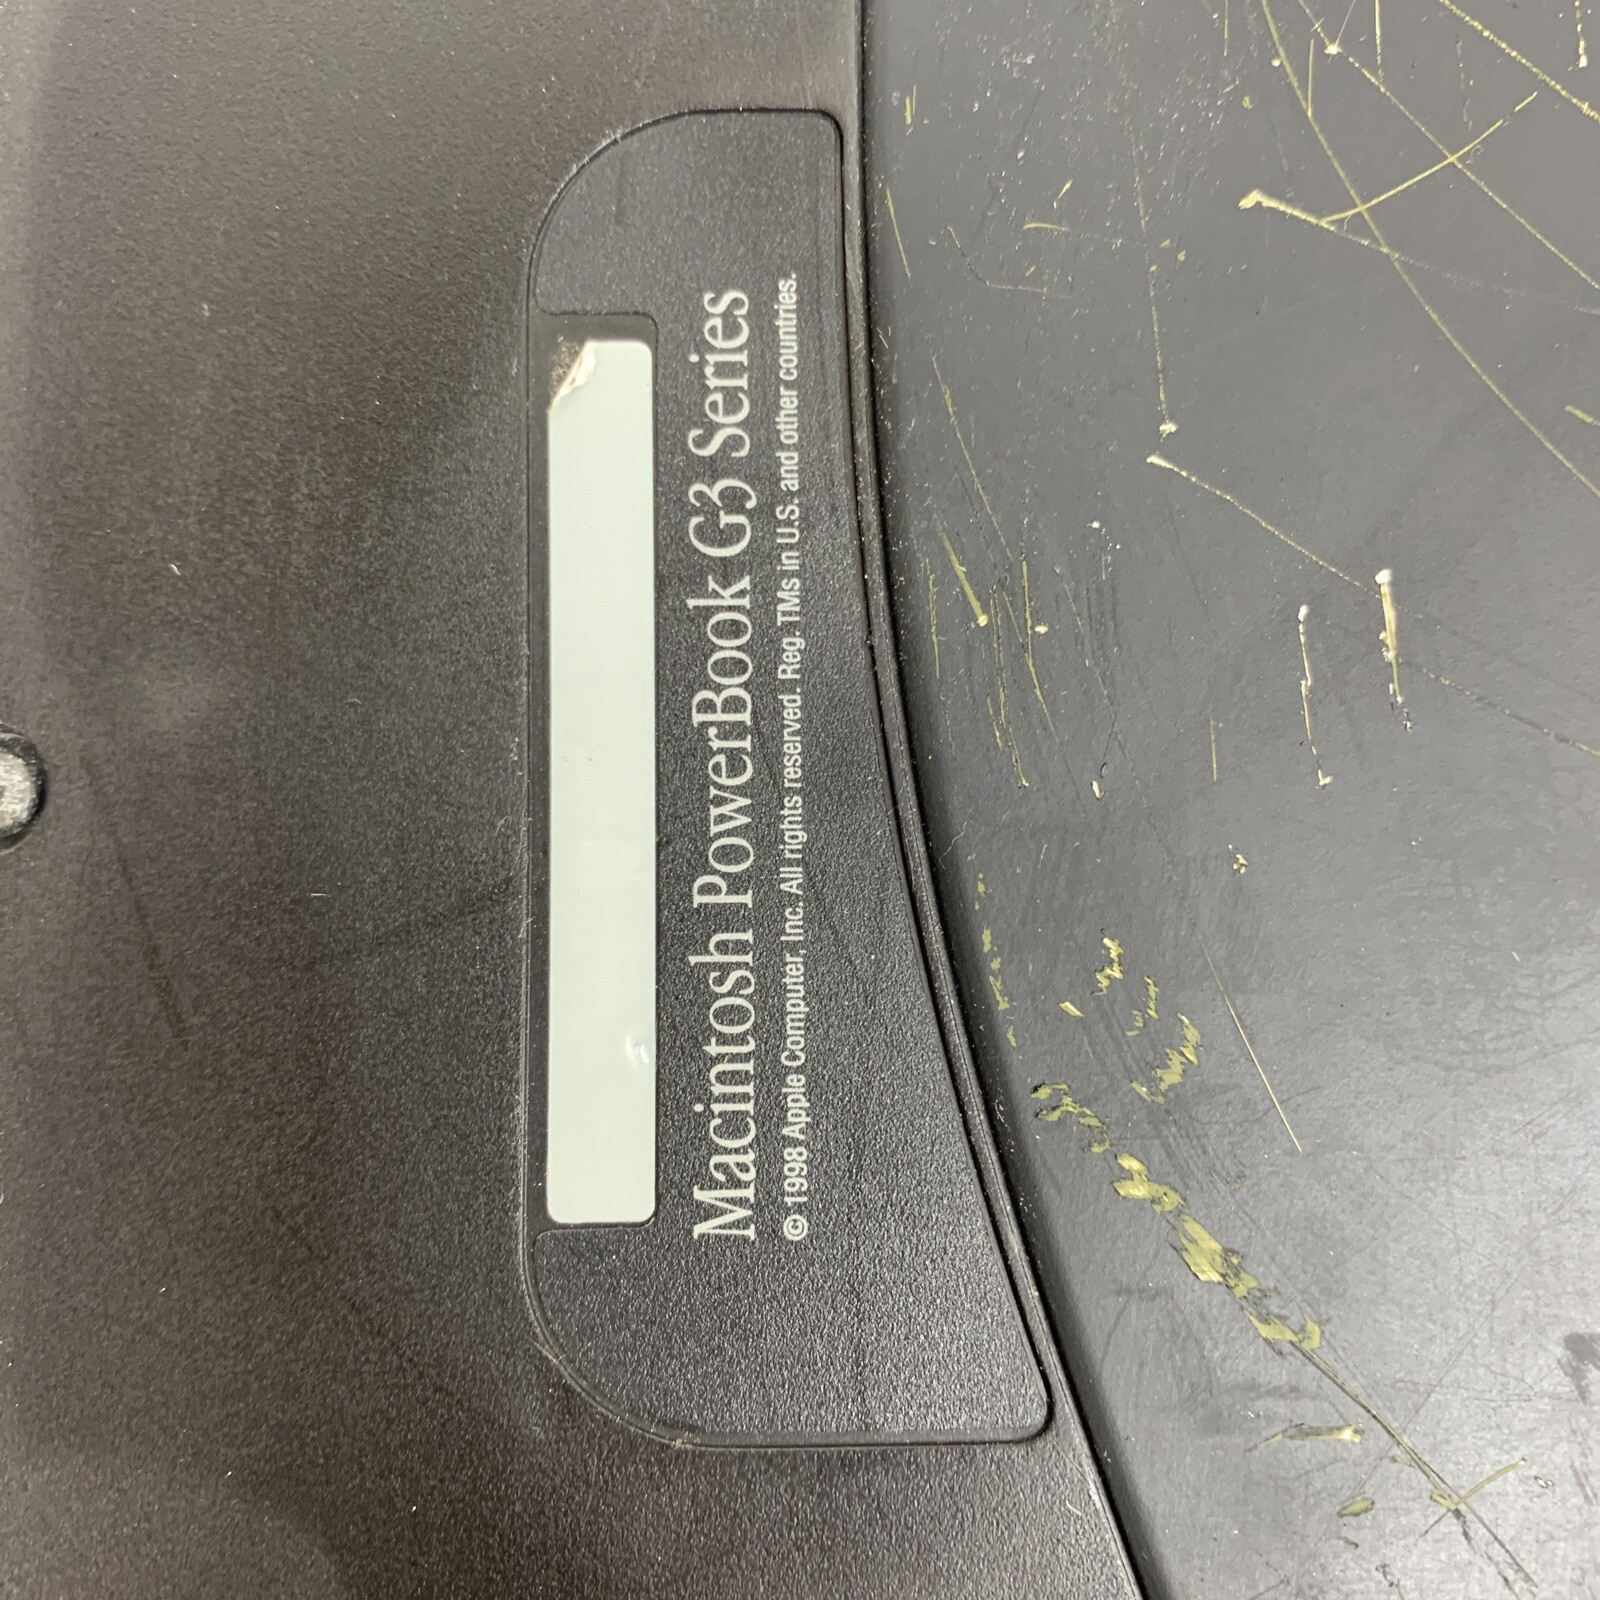 Macintosh PowerBook G3 Series
© 1998 Apple Computer, Inc. All rights reserved. Reg. TMs in U.S. and other countries.